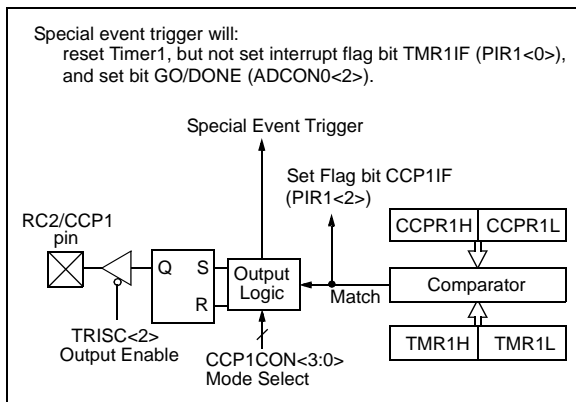 Special event trigger will:
reset Timer1, but not set interrupt flag bit TMR1IF (PIR1<0>),
and set bit GO/DONE (ADCON0<2>).
Special Event Trigger
Set Flag bit CCP1IF
(PIR1<2>)
RC2/CCP1
pin
CCPR1H CCPR1L
Q S Output
Logic
R
Match
Comparator
TRISC<2>
Output Enable
CCP1CON<3:0>
Mode Select
TMR1H TMR1L